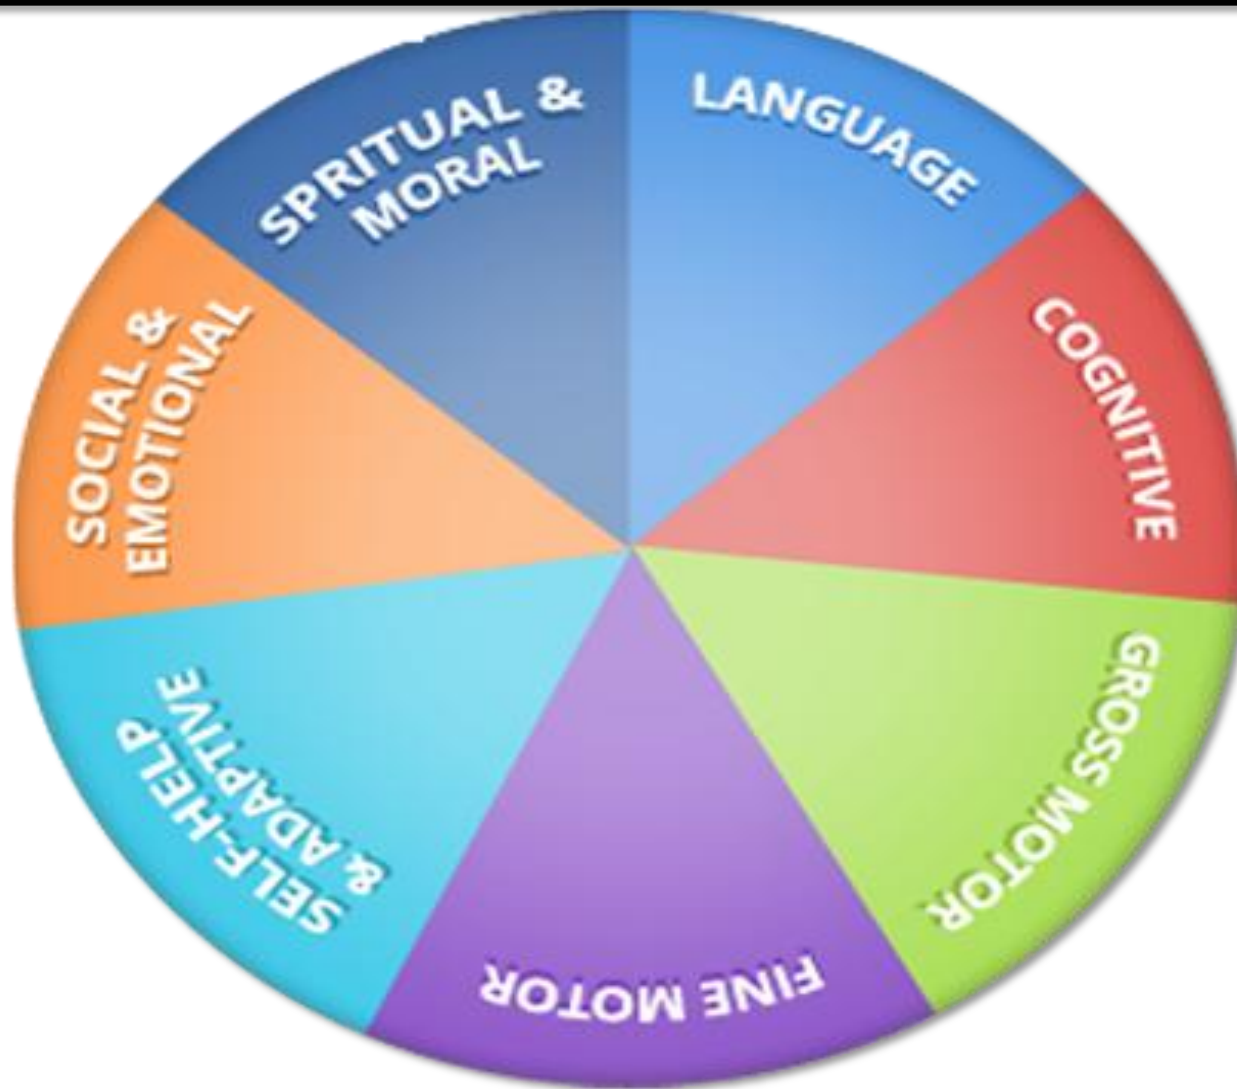 LANGUAGE
COGNITIVE
GROSS MOTOR
FINE MOTOR
SELF-HELP
& ADAPTIVE
SOCIAL &
EMOTIONAL
SPRITUAL &
MORAL